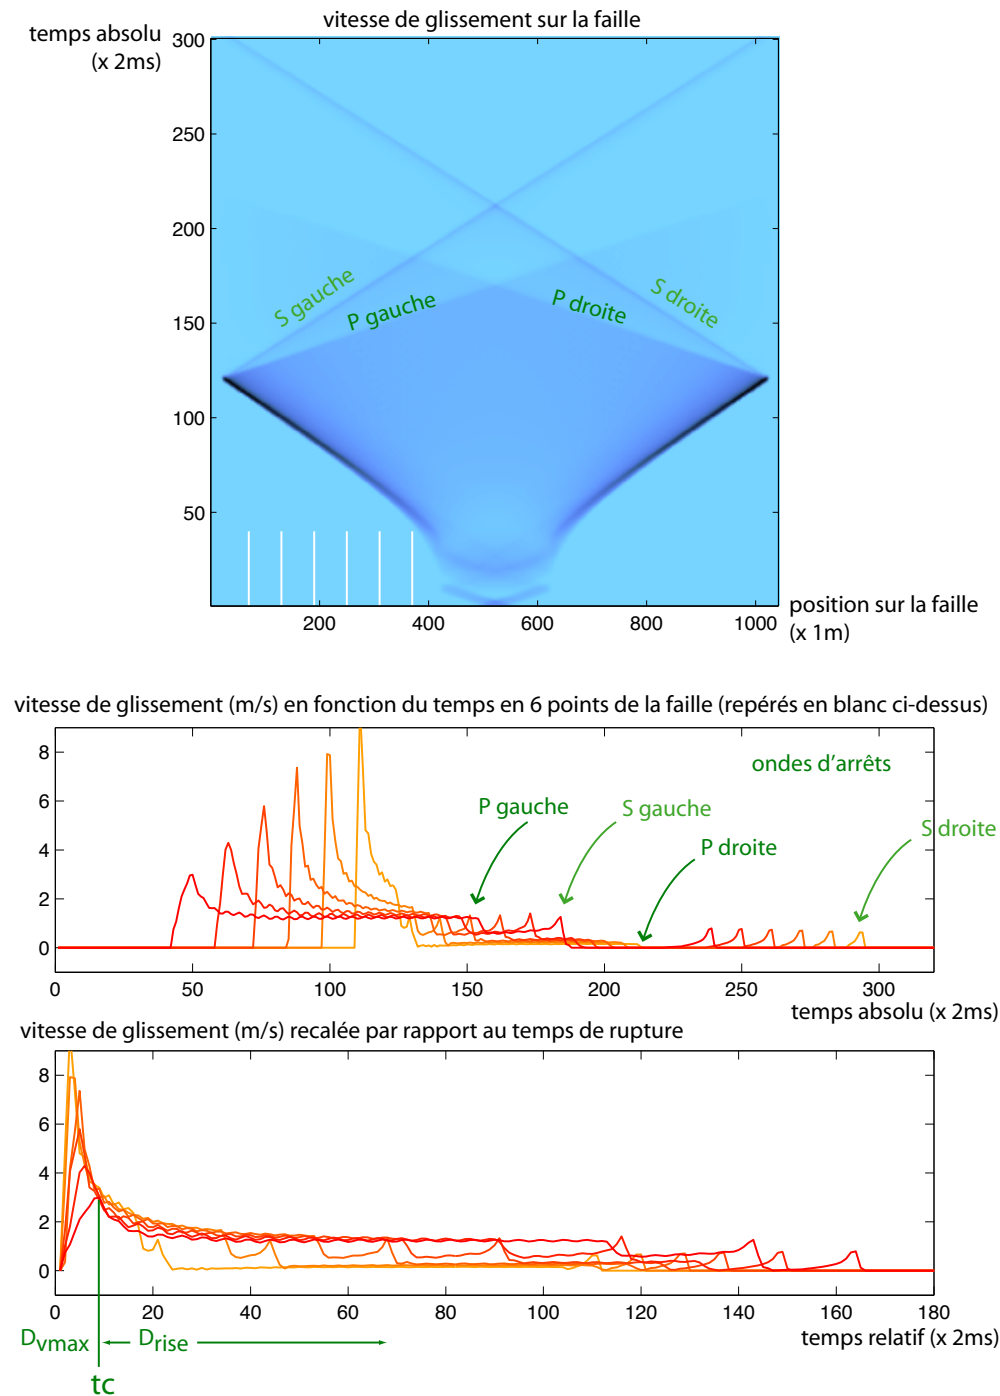 vitesse de glissement sur la faille
temps absolu
(x 2ms)
300
250
200
150
100
50
S gauche
P gauche
P droite
S droite
200
400
600
800
1000
position sur la faille
(x 1m)
vitesse de glissement (m/s) en fonction du temps en 6 points de la faille (repérés en blanc ci-dessus)
8
6
4
2
0
ondes d'arrêts
P gauche
S gauche
P droite
S droite
0
50
100
150
200
250
300
temps absolu (x 2ms)
vitesse de glissement (m/s) recalée par rapport au temps de rupture
8
6
4
2
0
0
20
40
60
80
100
120
140
160
180
Dvmax
Drise
temps relatif (x 2ms)
tc